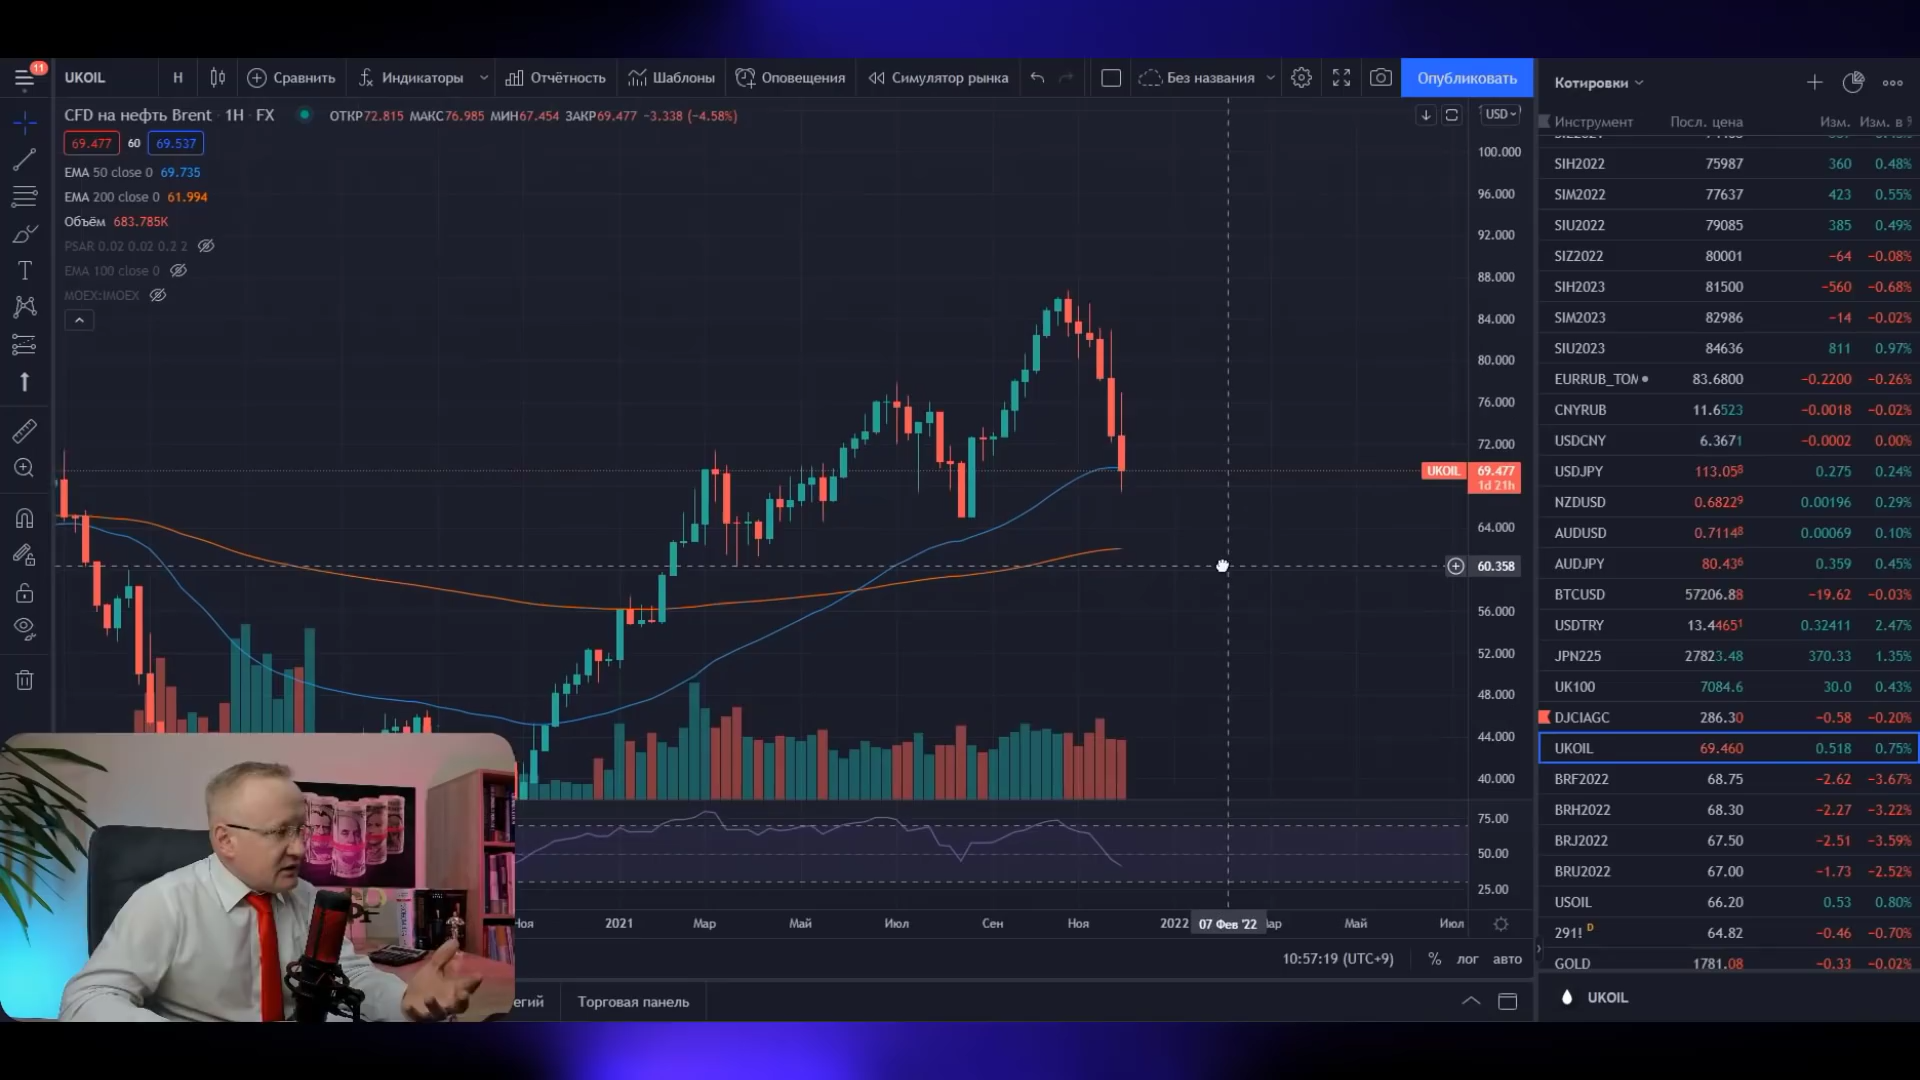 11
UKOIL Н Сравнить Индикаторы Отчётность Шаблоны Оповещения Симулятор рынка Без названия Опубликовать
CFD на нефть Brent · 1Н · FX ОТКР72.815 МАКС76.985 МИН67.454 ЗАКР69.477 −3.338 (−4.58%)
69.477 60 69.537
EMA 50 close 0 69.735
EMA 200 close 0 61.994
Объём 683.785K
PSAR 0.02 0.02 0.2 2
EMA 100 close 0
MOEX:IMOEX
USD
100.000
96.000
92.000
88.000
84.000
80.000
76.000
72.000
UKOIL 69.477
1d 21h
64.000
60.358
56.000
52.000
48.000
44.000
40.000
75.00
50.00
25.00
Ноя 2021 Мар Май Июл Сен Ноя 2022 07 Фев '22 Мар Май Июл
10:57:19 (UTC+9) % лог авто
Торговая панель
Котировки
Инструмент Посл. цена Изм. Изм. в %
SIH2022 75987 360 0.48%
SIM2022 77637 423 0.55%
SIU2022 79085 385 0.49%
SIZ2022 80001 −64 −0.08%
SIH2023 81500 −560 −0.68%
SIM2023 82986 −14 −0.02%
SIU2023 84636 811 0.97%
EURRUB_TOM 83.6800 −0.2200 −0.26%
CNYRUB 11.6523 −0.0018 −0.02%
USDCNY 6.3671 −0.0002 0.00%
USDJPY 113.058 0.275 0.24%
NZDUSD 0.68229 0.00196 0.29%
AUDUSD 0.71148 0.00069 0.10%
AUDJPY 80.436 0.359 0.45%
BTCUSD 57206.88 −19.62 −0.03%
USDTRY 13.44651 0.32411 2.47%
JPN225 27823.48 370.33 1.35%
UK100 7084.6 30.0 0.43%
DJCIAGC 286.30 −0.58 −0.20%
UKOIL 69.460 0.518 0.75%
BRF2022 68.75 −2.62 −3.67%
BRH2022 68.30 −2.27 −3.22%
BRJ2022 67.50 −2.51 −3.59%
BRU2022 67.00 −1.73 −2.52%
USOIL 66.20 0.53 0.80%
291! D 64.82 −0.46 −0.70%
GOLD 1781.08 −0.33 −0.02%
UKOIL